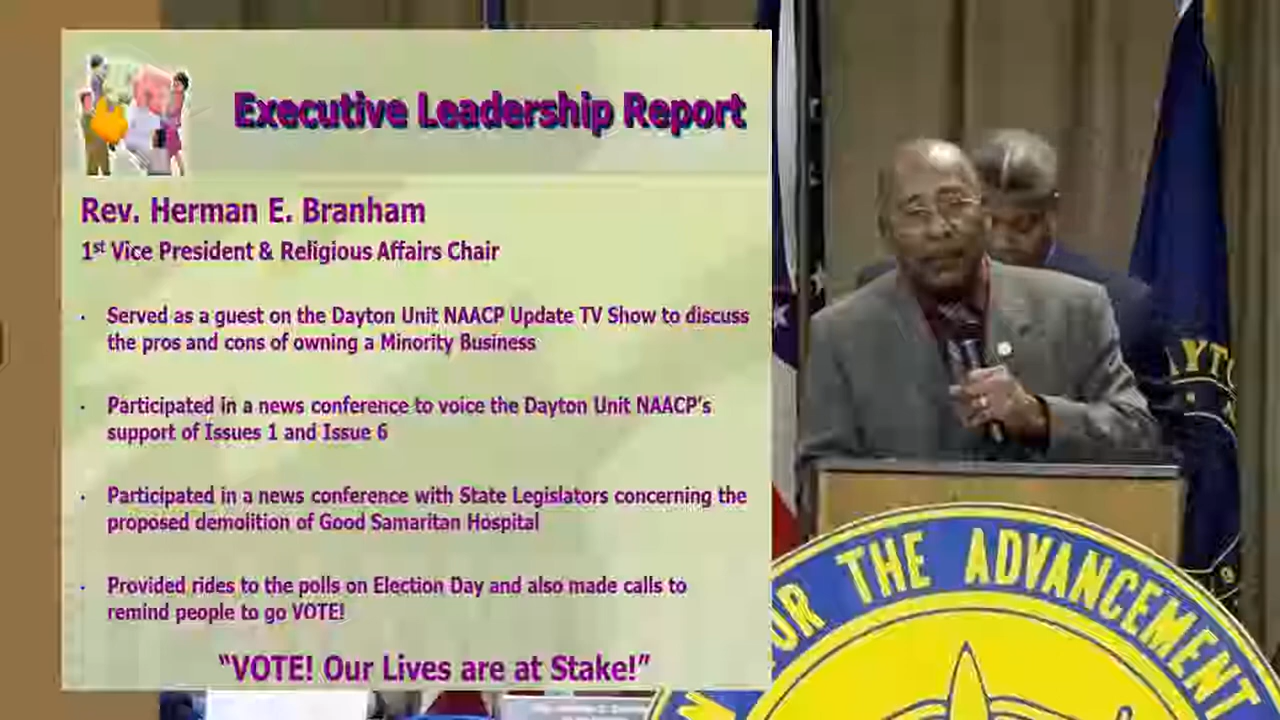 Executive Leadership Report
Rev. Herman E. Branham
1st Vice President & Religious Affairs Chair
· Served as a guest on the Dayton Unit NAACP Update TV Show to discuss
the pros and cons of owning a Minority Business
· Participated in a news conference to voice the Dayton Unit NAACP's
support of Issues 1 and Issue 6
· Participated in a news conference with State Legislators concerning the
proposed demolition of Good Samaritan Hospital
· Provided rides to the polls on Election Day and also made calls to
remind people to go VOTE!
“VOTE! Our Lives are at Stake!”
THE ADVANCEMENT